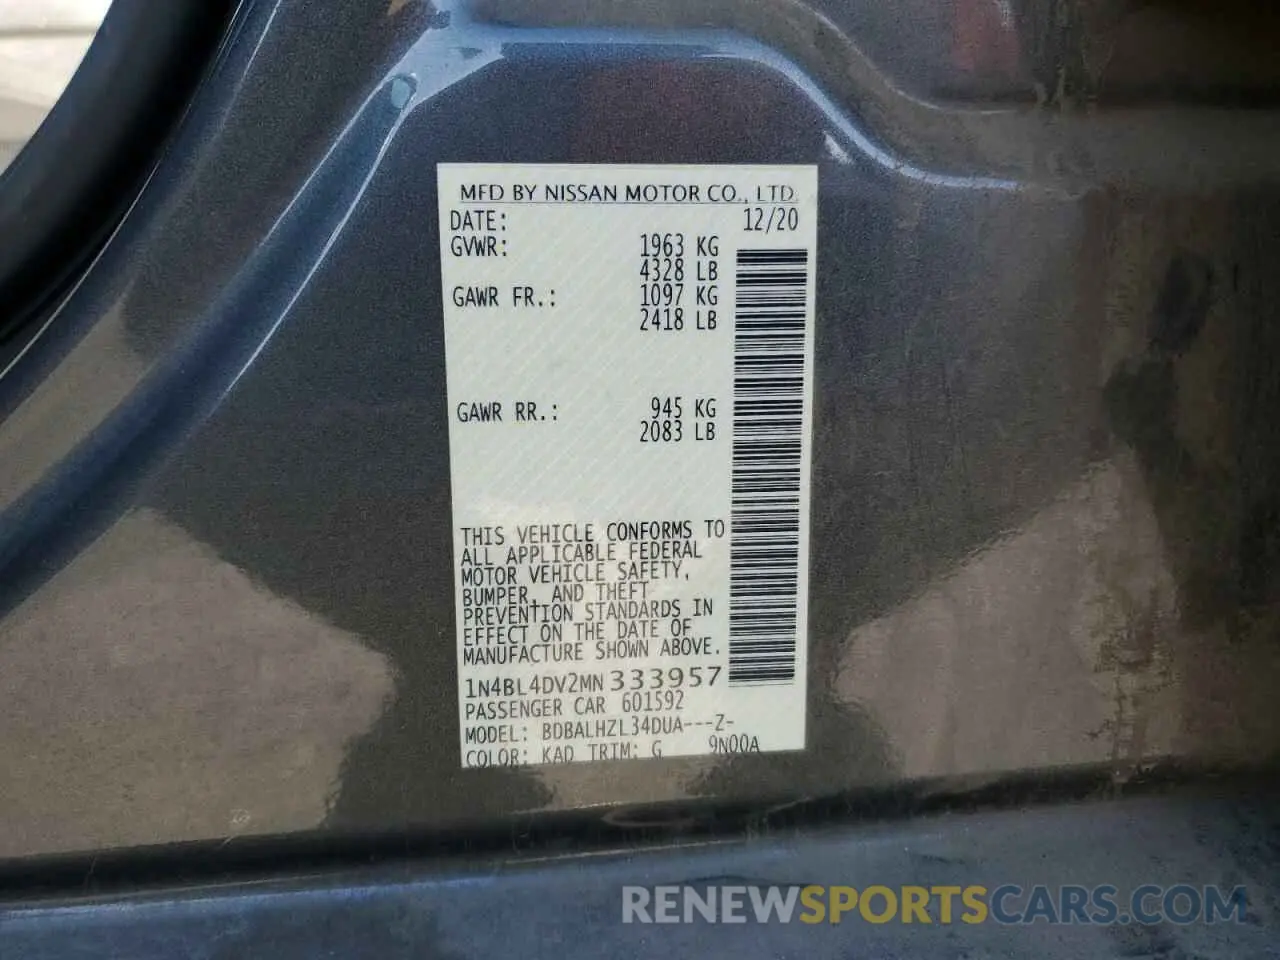 MFD BY NISSAN MOTOR CO., LTD.
DATE: 12/20
GVWR: 1963 KG
4328 LB
GAWR FR.: 1097 KG
2418 LB
GAWR RR.: 945 KG
2083 LB
THIS VEHICLE CONFORMS TO
ALL APPLICABLE FEDERAL
MOTOR VEHICLE SAFETY,
BUMPER, AND THEFT
PREVENTION STANDARDS IN
EFFECT ON THE DATE OF
MANUFACTURE SHOWN ABOVE.
1N4BL4DV2MN333957
PASSENGER CAR 601592
MODEL: BDBALHZL34DUA---Z-
COLOR: KAD TRIM: G 9N00A
RENEWSPORTSCARS.COM